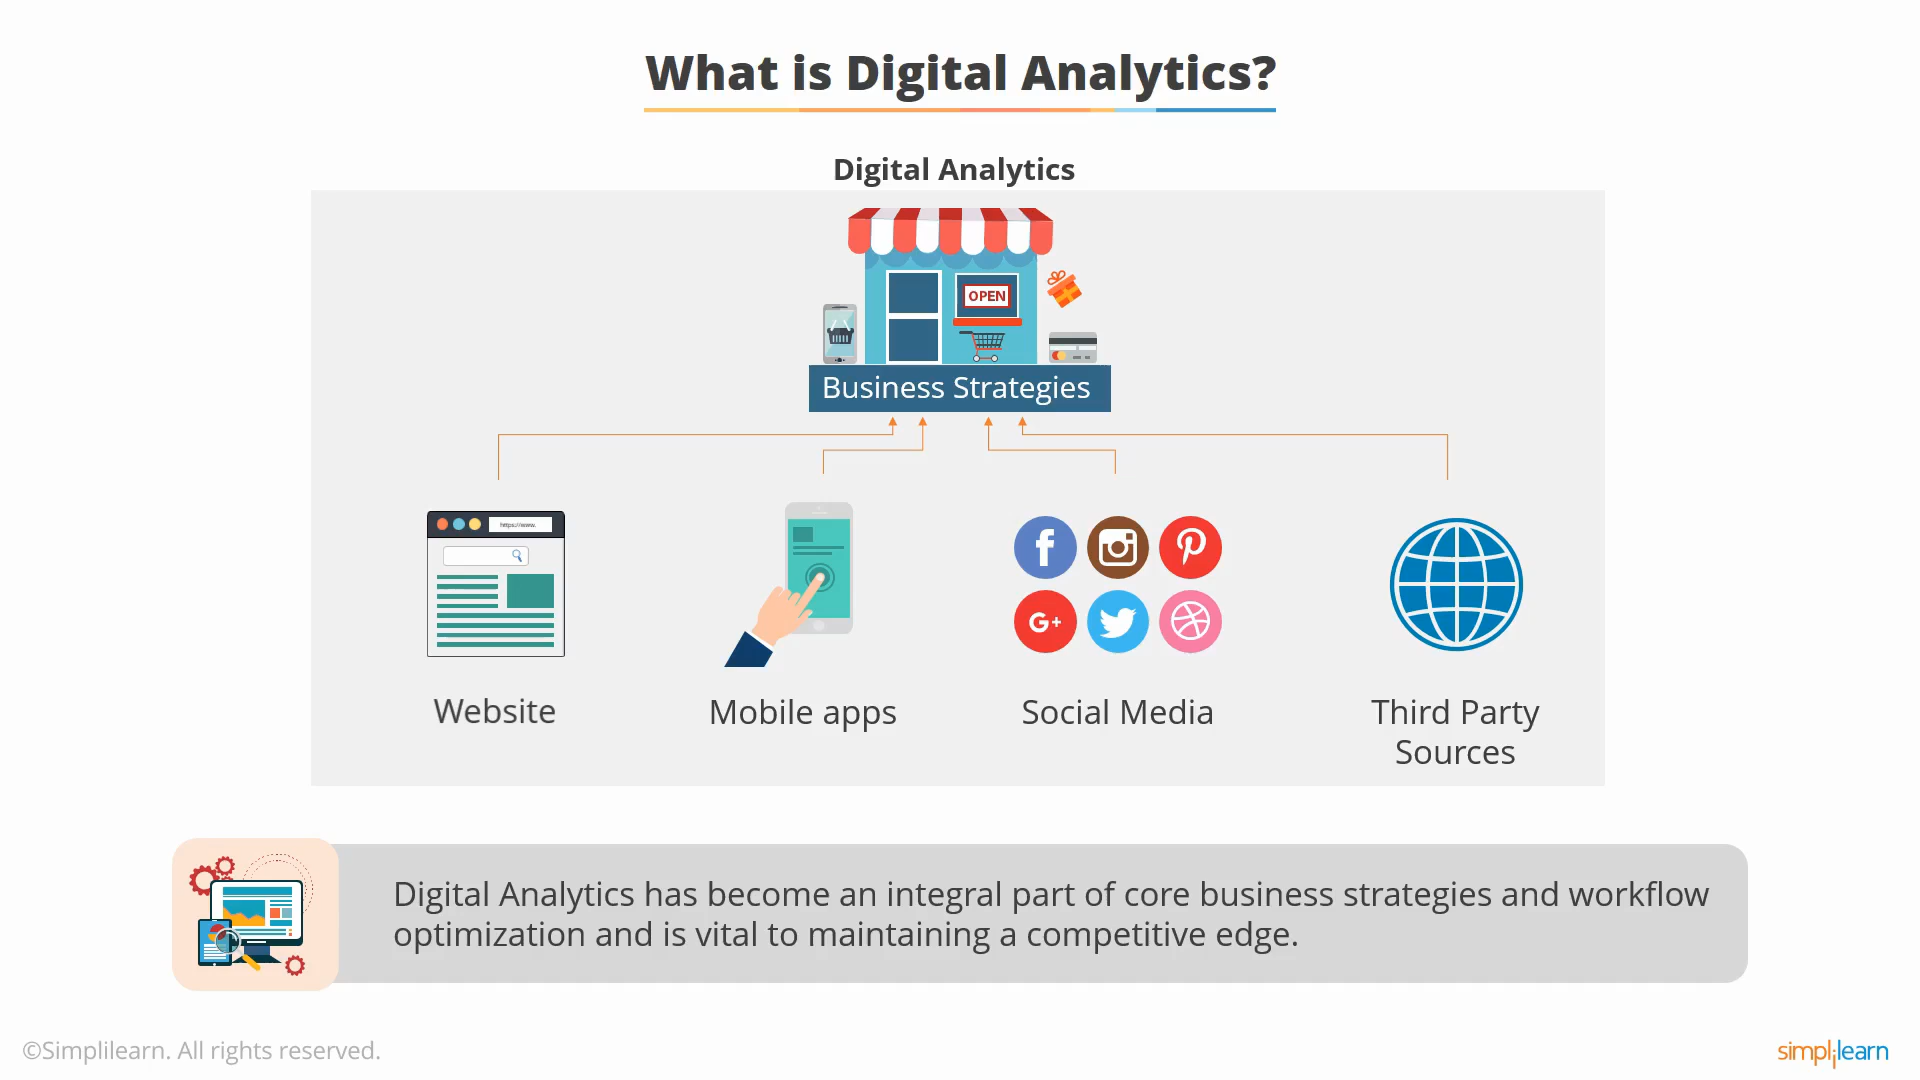 What is Digital Analytics?
Digital Analytics
OPEN
Business Strategies
https://www.
Website
Mobile apps
Social Media
Third Party
Sources
Digital Analytics has become an integral part of core business strategies and workflow
optimization and is vital to maintaining a competitive edge.
©Simplilearn. All rights reserved.
simplilearn